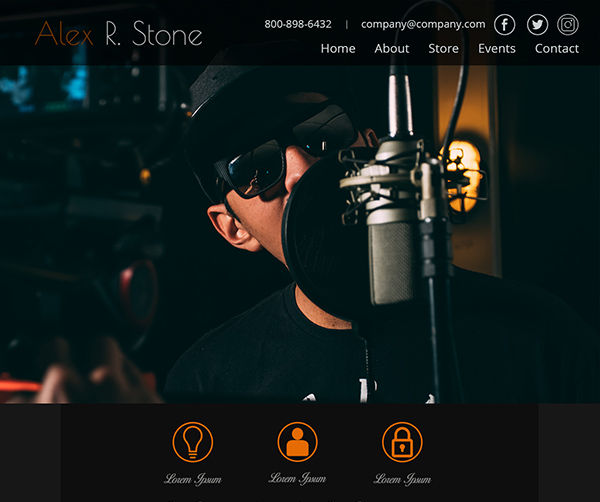 Alex R. Stone
800-898-6432 | company@company.com
Home About Store Events Contact
Lorem Ipsum Lorem Ipsum Lorem Ipsum